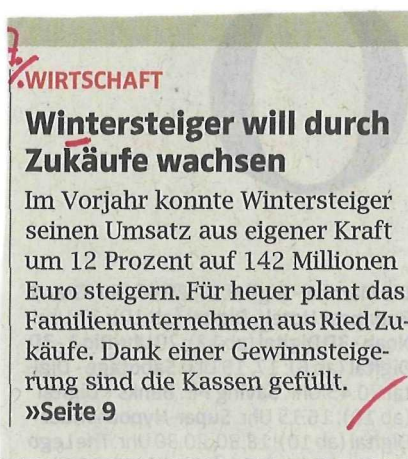 WIRTSCHAFT
Wintersteiger will durch
Zukäufe wachsen
Im Vorjahr konnte Wintersteiger
seinen Umsatz aus eigener Kraft
um 12 Prozent auf 142 Millionen
Euro steigern. Für heuer plant das
Familienunternehmen aus Ried Zu-
käufe. Dank einer Gewinnsteige-
rung sind die Kassen gefüllt.
»Seite 9